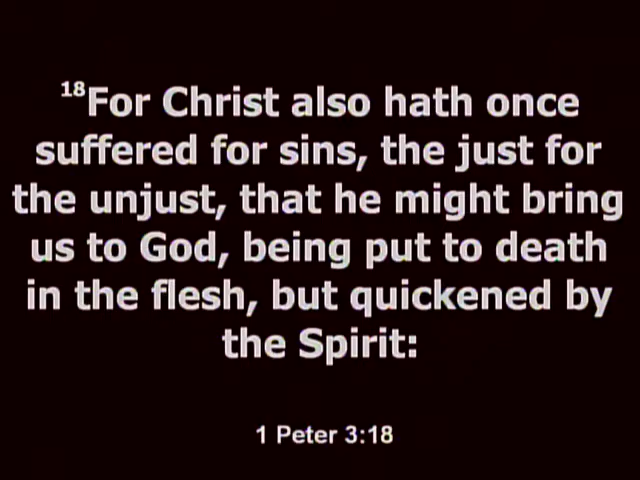 18For Christ also hath once
suffered for sins, the just for
the unjust, that he might bring
us to God, being put to death
in the flesh, but quickened by
the Spirit:
1 Peter 3:18